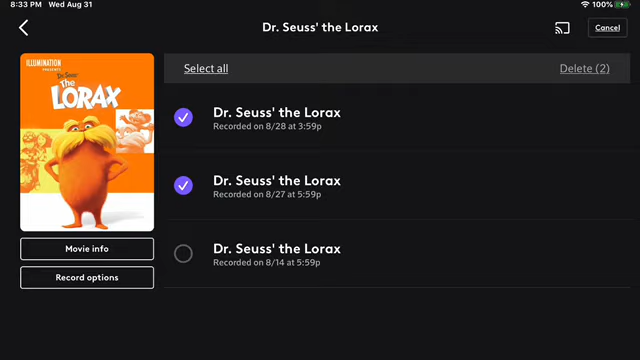 8:33 PM Wed Aug 31
100%
Dr. Seuss' the Lorax
Cancel
ILLUMINATION
PRESENTS
Dr. Seuss'
The
LORAX
Movie info
Record options
Select all
Delete (2)
Dr. Seuss' the Lorax
Recorded on 8/28 at 3:59p
Dr. Seuss' the Lorax
Recorded on 8/27 at 5:59p
Dr. Seuss' the Lorax
Recorded on 8/14 at 5:59p